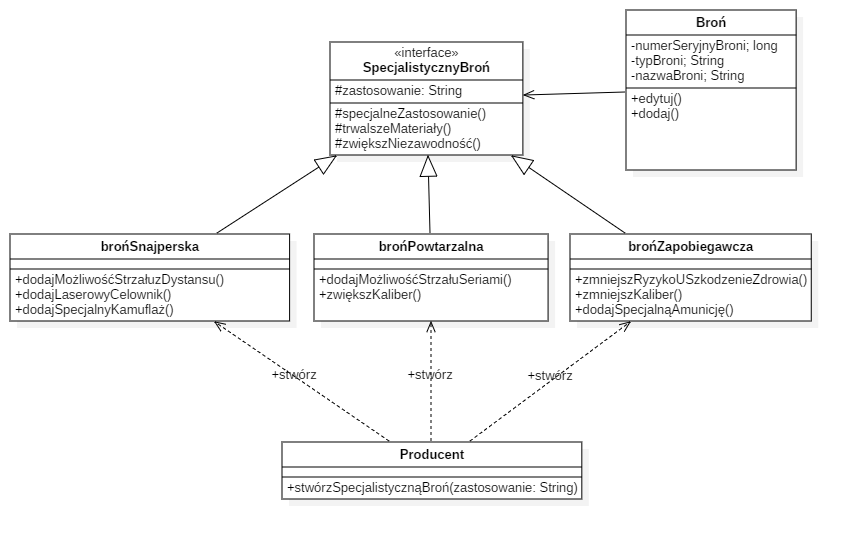 «interface»
SpecjalistycznyBroń
#zastosowanie: String
#specjalneZastosowanie()
#trwalszeMateriały()
#zwiększNiezawodność()
Broń
-numerSeryjnyBroni; long
-typBroni; String
-nazwaBroni; String
+edytuj()
+dodaj()
brońSnajperska
+dodajMożliwośćStrzałuzDystansu()
+dodajLaserowyCelownik()
+dodajSpecjalnyKamuflaż()
brońPowtarzalna
+dodajMożliwośćStrzałuSeriami()
+zwiększKaliber()
brońZapobiegawcza
+zmniejszRyzykoUSzkodzenieZdrowia()
+zmniejszKaliber()
+dodajSpecjalnąAmunicję()
+stwórz
+stwórz
+stwórz
Producent
+stwórzSpecjalistycznąBroń(zastosowanie: String)